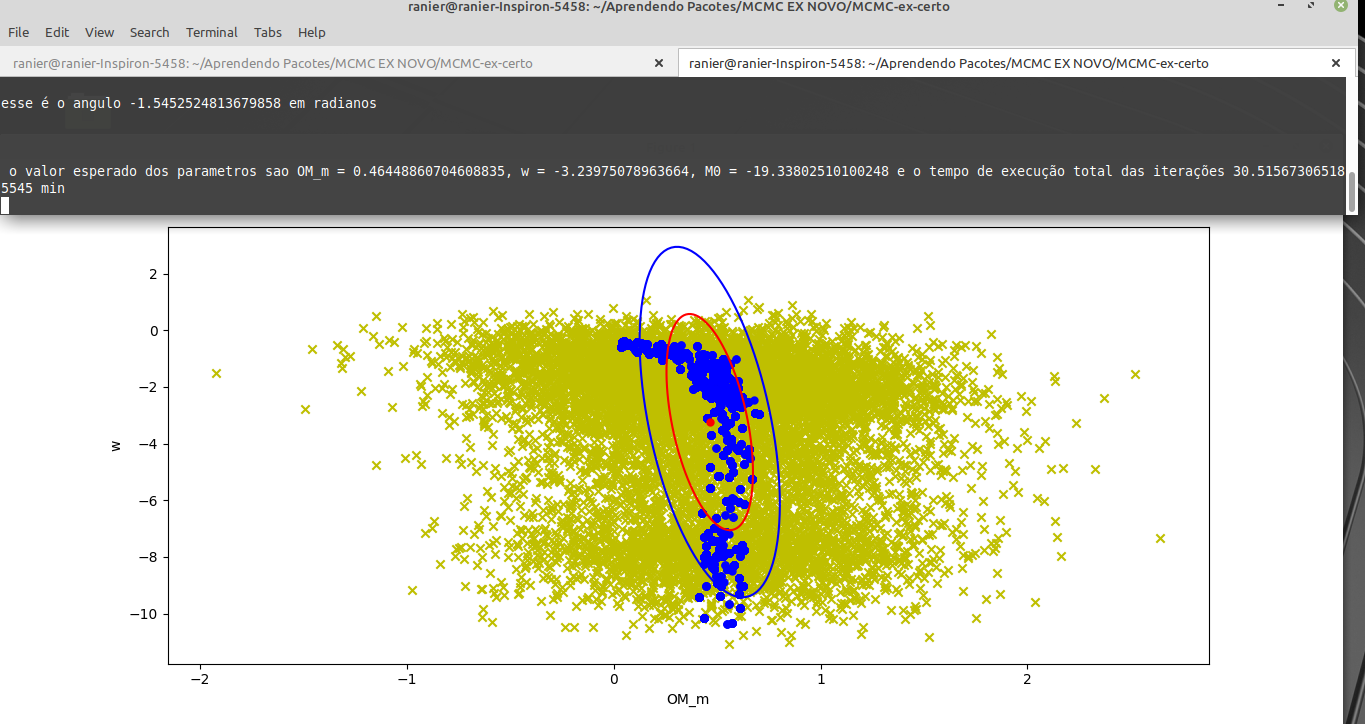 ranier@ranier-Inspiron-5458: ~/Aprendendo Pacotes/MCMC EX NOVO/MCMC-ex-certo
File Edit View Search Terminal Tabs Help
ranier@ranier-Inspiron-5458: ~/Aprendendo Pacotes/MCMC EX NOVO/MCMC-ex-certo × ranier@ranier-Inspiron-5458: ~/Aprendendo Pacotes/MCMC EX NOVO/MCMC-ex-certo ×
esse é o angulo -1.5452524813679858 em radianos
o valor esperado dos parametros sao OM_m = 0.46448860704608835, w = -3.23975078963664, M0 = -19.33802510100248 e o tempo de execução total das iterações 30.51567306518
5545 min
2
0
−2
−4
w
−6
−8
−10
−2 −1 0 1 2
OM_m